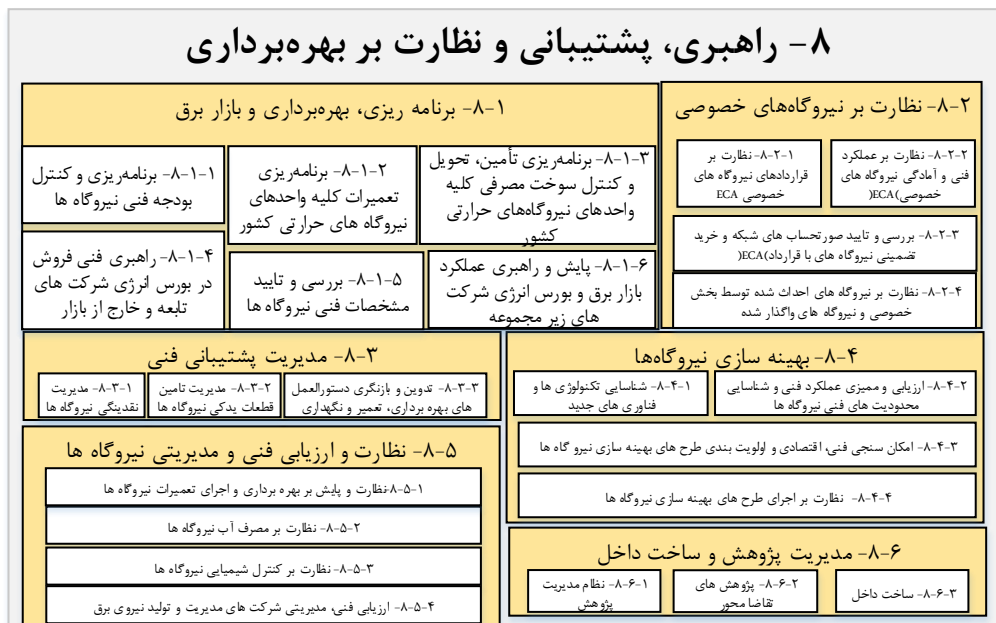 ۸- راهبری، پشتیبانی و نظارت بر بهره‌برداری
۸-۱- برنامه ریزی، بهره‌برداری و بازار برق
۸-۱-۱- برنامه‌ریزی و کنترل
بودجه فنی نیروگاه ها
۸-۱-۲- برنامه‌ریزی
تعمیرات کلیه واحدهای
نیروگاه های حرارتی کشور
۸-۱-۳- برنامه‌ریزی تأمین، تحویل
و کنترل سوخت مصرفی کلیه
واحدهای نیروگاه‌های حرارتی
کشور
۸-۱-۴- راهبری فنی فروش
در بورس انرژی شرکت های
تابعه و خارج از بازار
۸-۱-۵- بررسی و تایید
مشخصات فنی نیروگاه ها
۸-۱-۶- پایش و راهبری عملکرد
بازار برق و بورس انرژی شرکت
های زیر مجموعه
۸-۲- نظارت بر نیروگاه‌های خصوصی
۸-۲-۱- نظارت بر
قراردادهای نیروگاه های
خصوصی ECA
۸-۲-۲- نظارت بر عملکرد
فنی و آمادگی نیروگاه های
خصوصی)ECA(
۸-۲-۳- بررسی و تایید صورتحساب های شبکه و خرید
تضمینی نیروگاه های با قرارداد)ECA(
۸-۲-۴- نظارت بر نیروگاه های احداث شده توسط بخش
خصوصی و نیروگاه های واگذار شده
۸-۳- مدیریت پشتیبانی فنی
۸-۳-۱- مدیریت
نقدینگی نیروگاه ها
۸-۳-۲- مدیریت تامین
قطعات یدکی نیروگاه ها
۸-۳-۳- تدوین و بازنگری دستورالعمل
های بهره برداری، تعمیر و نگهداری
۸-۴- بهینه سازی نیروگاه‌ها
۸-۴-۱- شناسایی تکنولوژی ها و
فناوری های جدید
۸-۴-۲- ارزیابی و ممیزی عملکرد فنی و شناسایی
محدودیت های فنی نیروگاه ها
۸-۴-۳- امکان سنجی فنی، اقتصادی و اولویت بندی طرح های بهینه سازی نیرو گاه ها
۸-۴-۴- نظارت بر اجرای طرح های بهینه سازی نیروگاه ها
۸-۵- نظارت و ارزیابی فنی و مدیریتی نیروگاه ها
۸-۵-۱-نظارت و پایش بر بهره برداری و اجرای تعمیرات نیروگاه ها
۸-۵-۲- نظارت بر مصرف آب نیروگاه ها
۸-۵-۳- نظارت بر کنترل شیمیایی نیروگاه ها
۸-۵-۴- ارزیابی فنی، مدیریتی شرکت های مدیریت و تولید نیروی برق
۸-۶- مدیریت پژوهش و ساخت داخل
۸-۶-۱- نظام مدیریت
پژوهش
۸-۶-۲- پژوهش های
تقاضا محور
۸-۶-۳- ساخت داخل